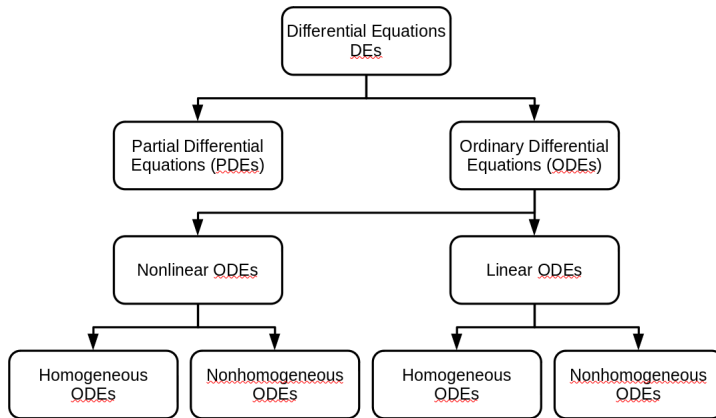 Differential Equations
DEs
Partial Differential
Equations (PDEs)
Ordinary Differential
Equations (ODEs)
Nonlinear ODEs
Linear ODEs
Homogeneous
ODEs
Nonhomogeneous
ODEs
Homogeneous
ODEs
Nonhomogeneous
ODEs